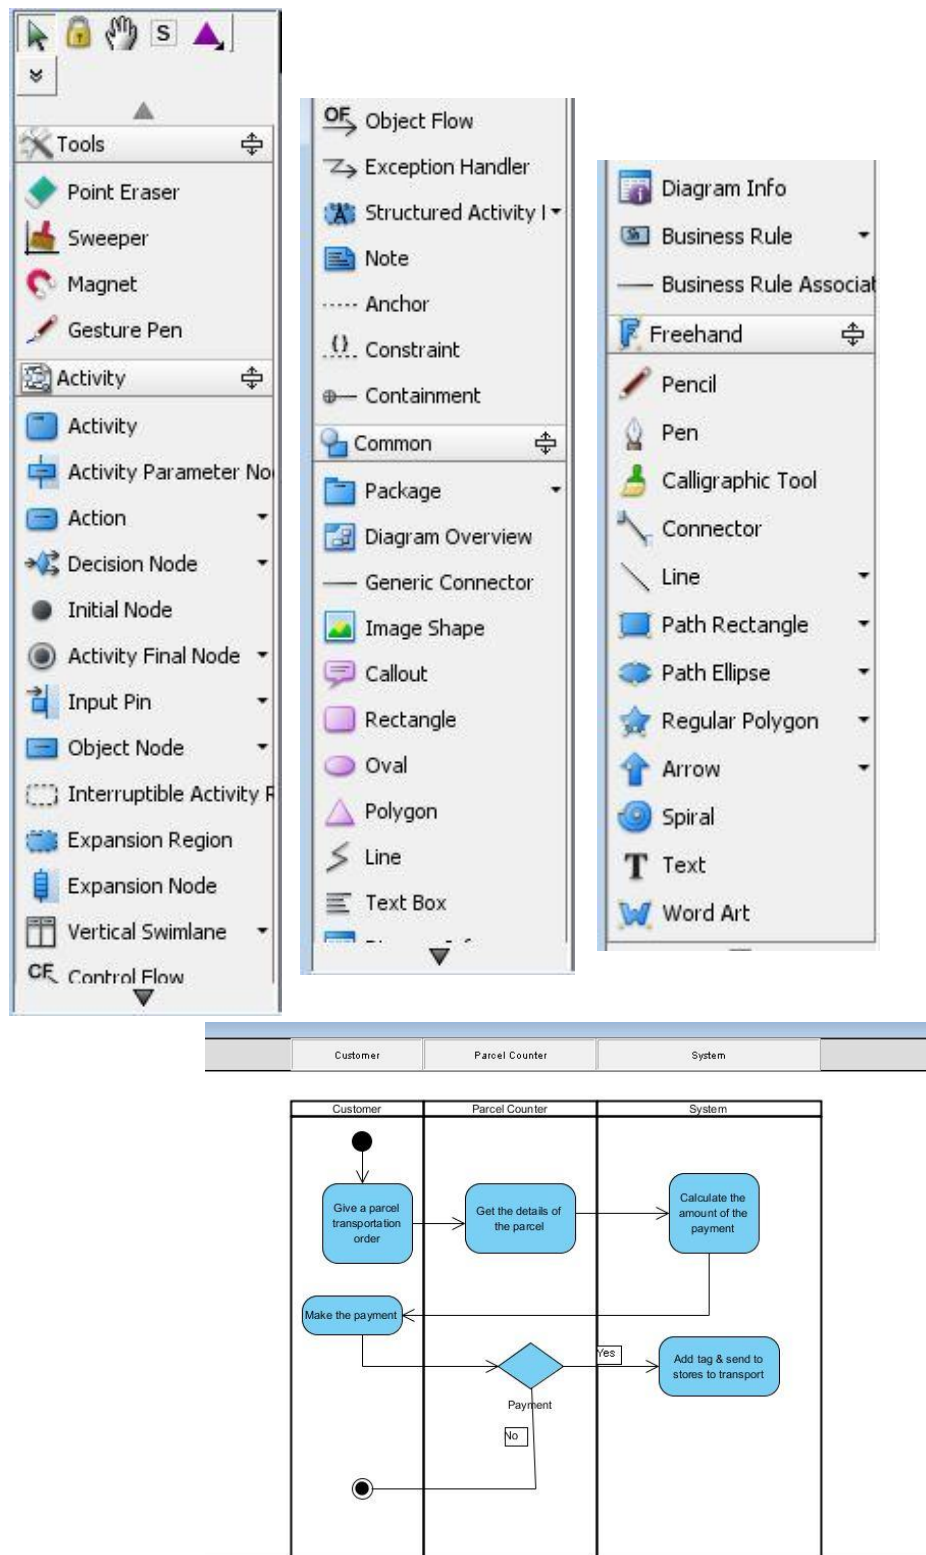 S
Tools
Point Eraser
Sweeper
Magnet
Gesture Pen
Activity
Activity
Activity Parameter No
Action
Decision Node
Initial Node
Activity Final Node
Input Pin
Object Node
Interruptible Activity R
Expansion Region
Expansion Node
Vertical Swimlane
CF Control Flow
OF Object Flow
Exception Handler
Structured Activity
Note
Anchor
{} Constraint
Containment
Common
Package
Diagram Overview
Generic Connector
Image Shape
Callout
Rectangle
Oval
Polygon
Line
Text Box
Diagram Info
Business Rule
Business Rule Associat
Freehand
Pencil
Pen
Calligraphic Tool
Connector
Line
Path Rectangle
Path Ellipse
Regular Polygon
Arrow
Spiral
T Text
Word Art
Customer Parcel Counter System
Customer Parcel Counter System
Give a parcel
transportation
order
Get the details of
the parcel
Calculate the
amount of the
payment
Make the payment
Yes
Add tag & send to
stores to transport
Payment
No